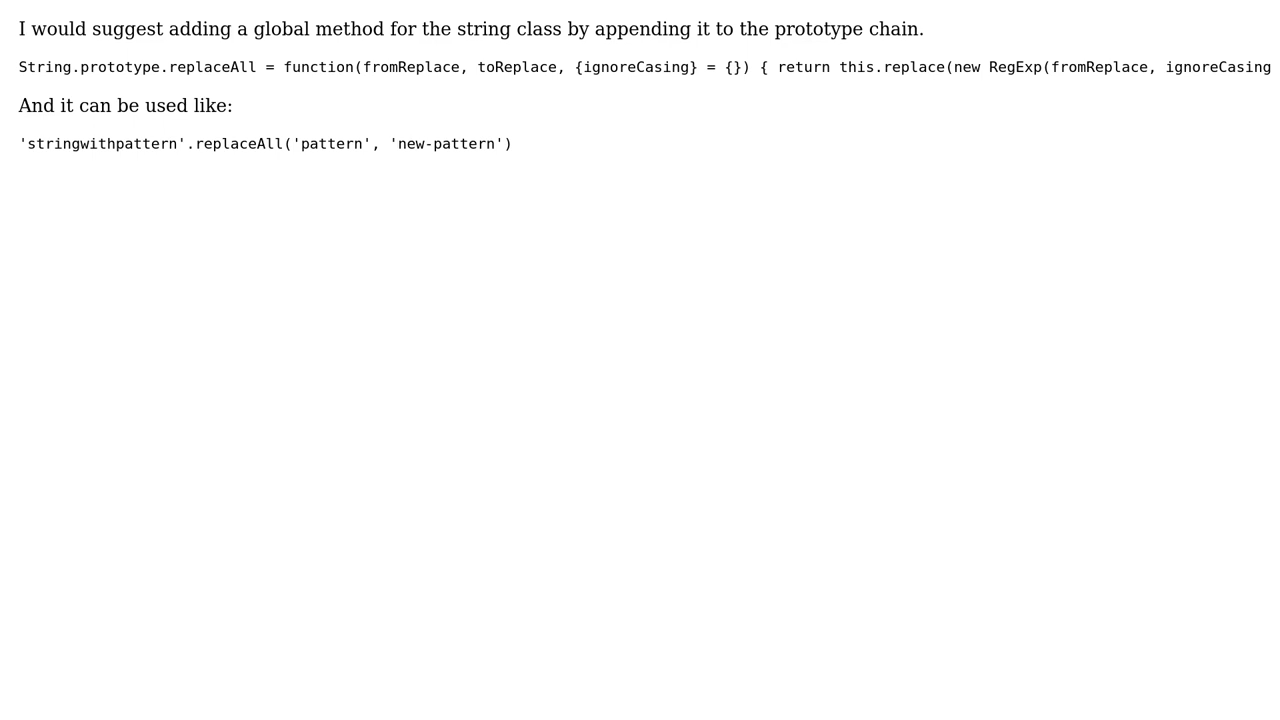 I would suggest adding a global method for the string class by appending it to the prototype chain.
String.prototype.replaceAll = function(fromReplace, toReplace, {ignoreCasing} = {}) { return this.replace(new RegExp(fromReplace, ignoreCasing
And it can be used like:
'stringwithpattern'.replaceAll('pattern', 'new-pattern')